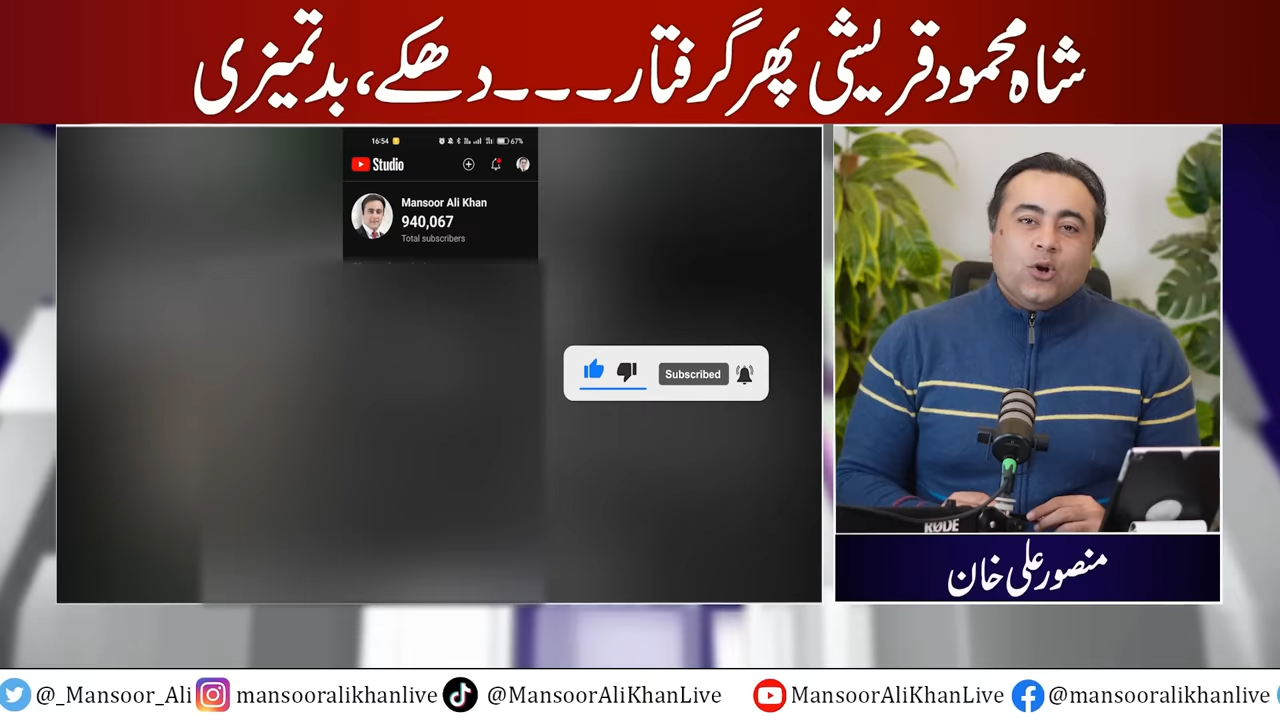 شاہ محمود قریشی پھر گرفتار۔۔۔دھکے، بدتمیزی
16:54
67%
Studio
Mansoor Ali Khan
940,067
Total subscribers
Subscribed
RØDE
منصور علی خان
@_Mansoor_Ali mansooralikhanlive @MansoorAliKhanLive MansoorAliKhanLive @mansooralikhanlive